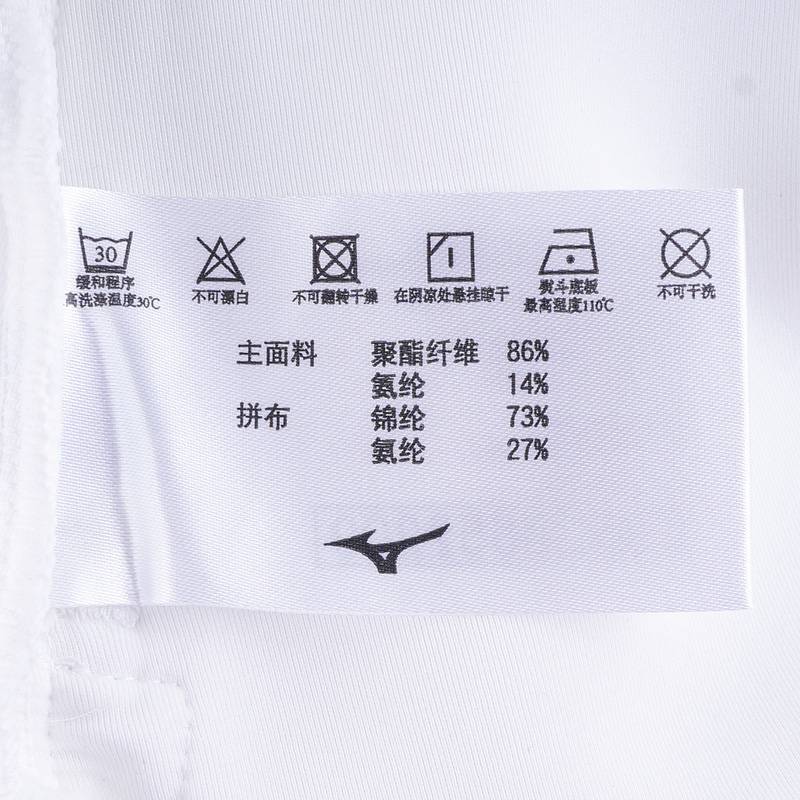 30
缓和程序
高洗涤温度30℃
不可漂白
不可翻转干燥
在阴凉处悬挂晾干
熨斗底板
最高温度110℃
不可干洗
主面料 聚酯纤维 86%
氨纶 14%
拼布 锦纶 73%
氨纶 27%